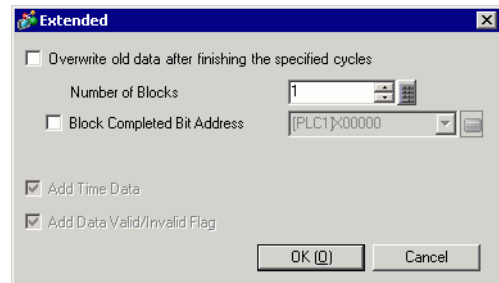 Extended
Overwrite old data after finishing the specified cycles
Number of Blocks 1
Block Completed Bit Address [PLC1]X00000
Add Time Data
Add Data Valid/Invalid Flag
OK (O) Cancel